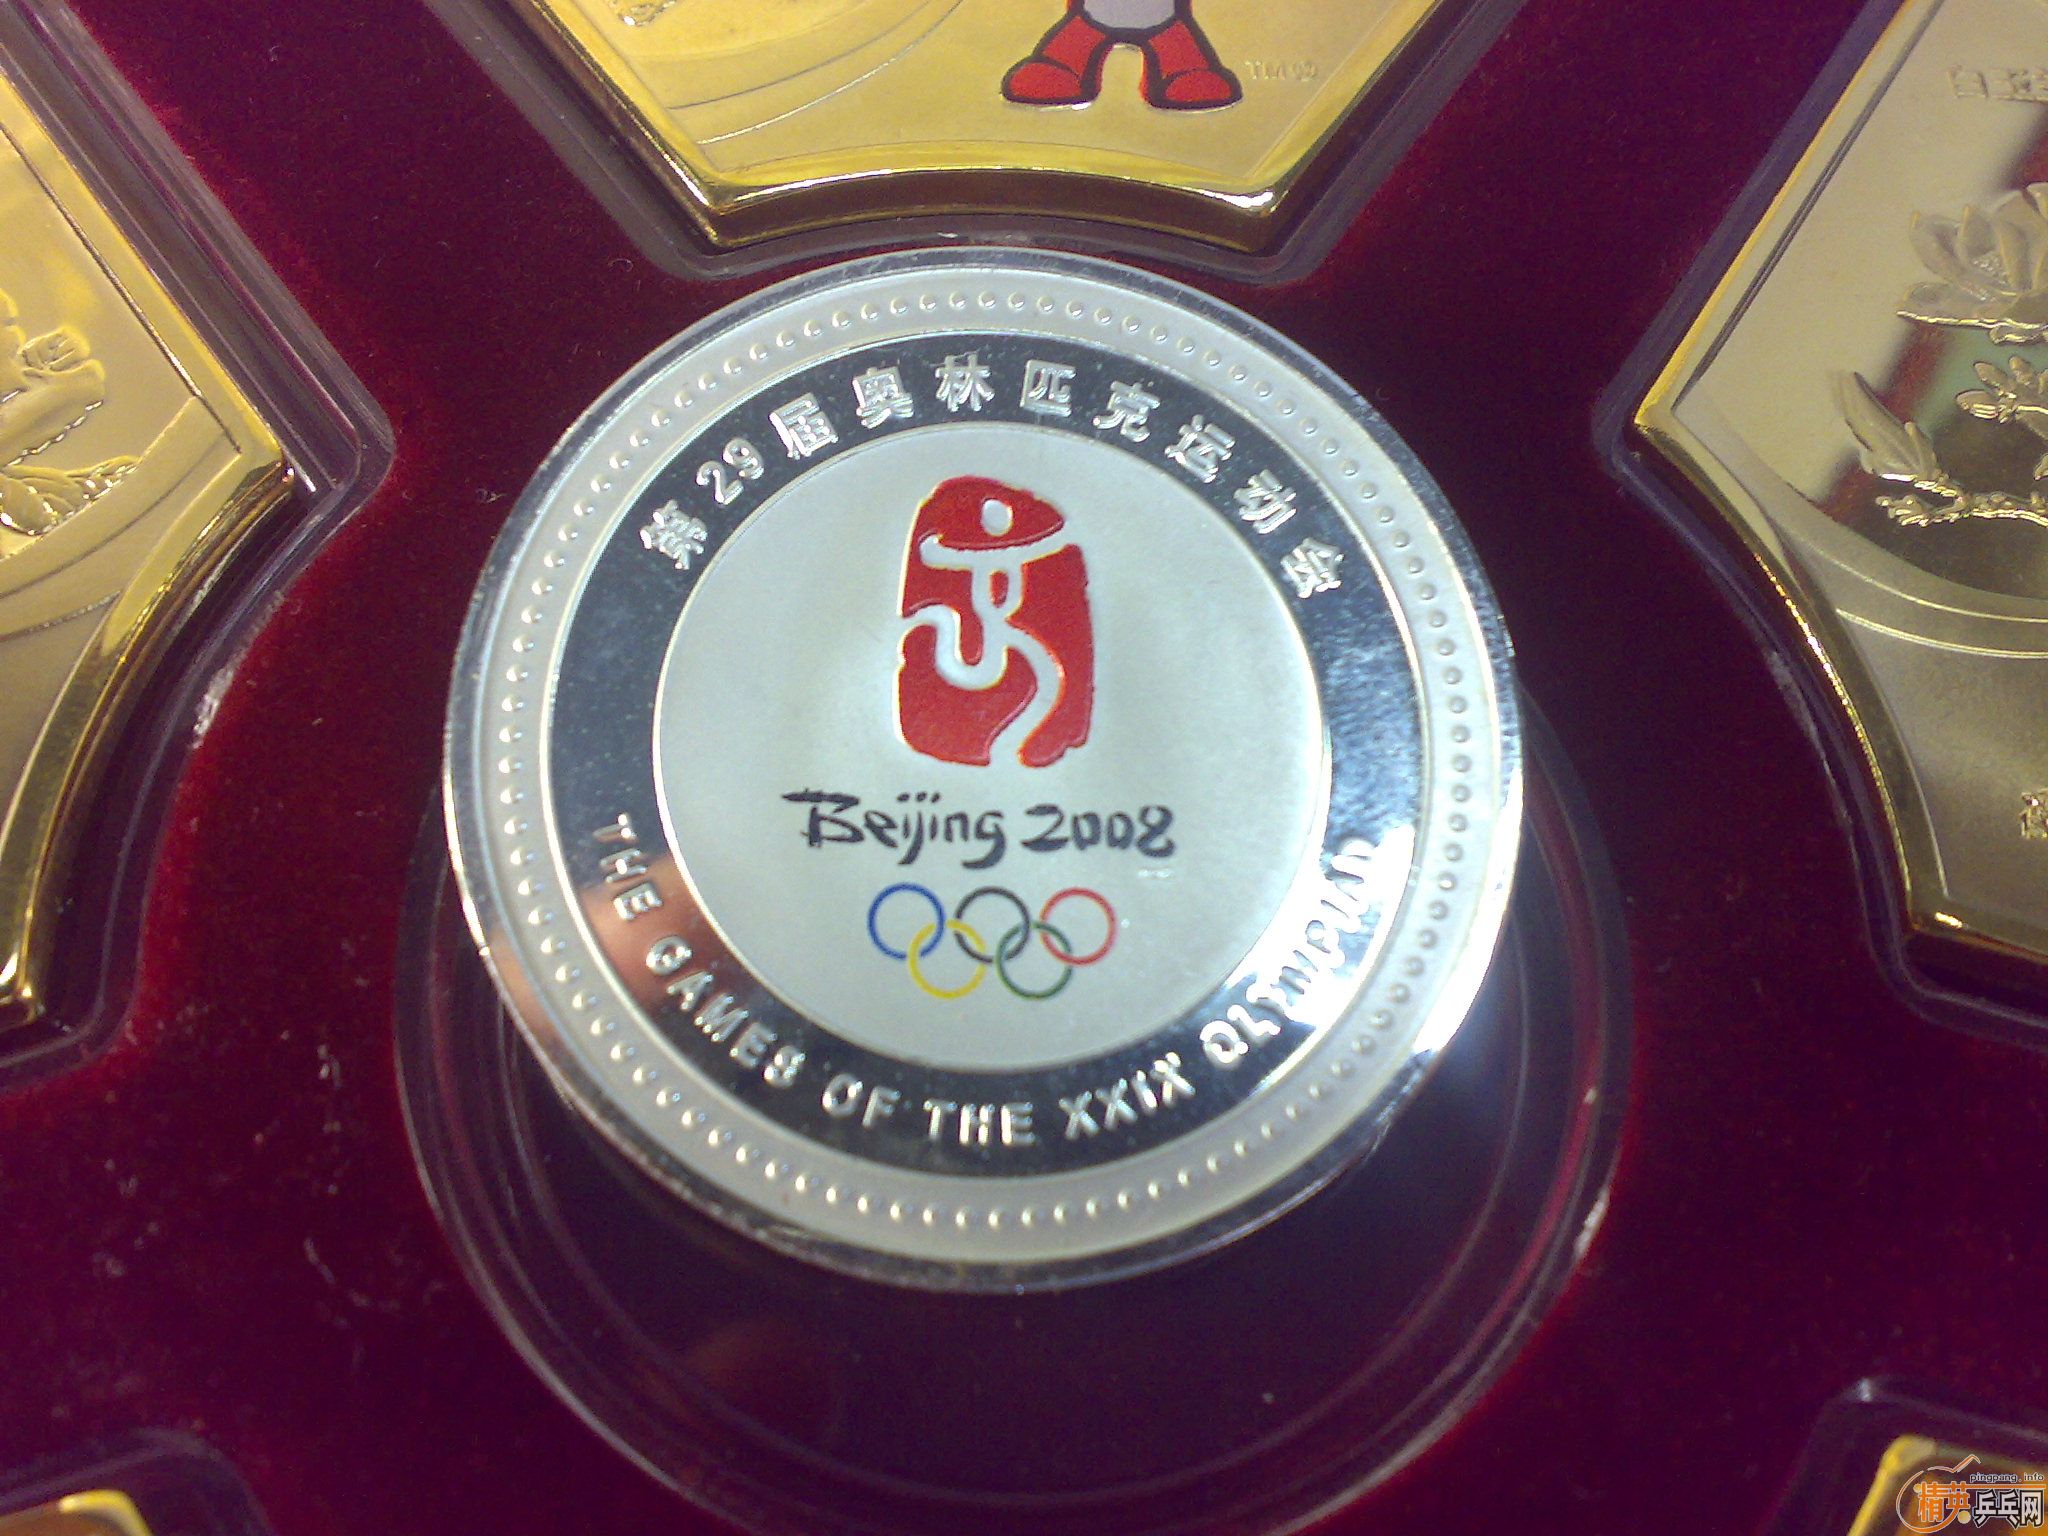 TM
第29届奥林匹克运动会
Beijing 2008
THE GAMES OF THE XXIX OLYMPIAD
pingpang.info
精英乒乓网